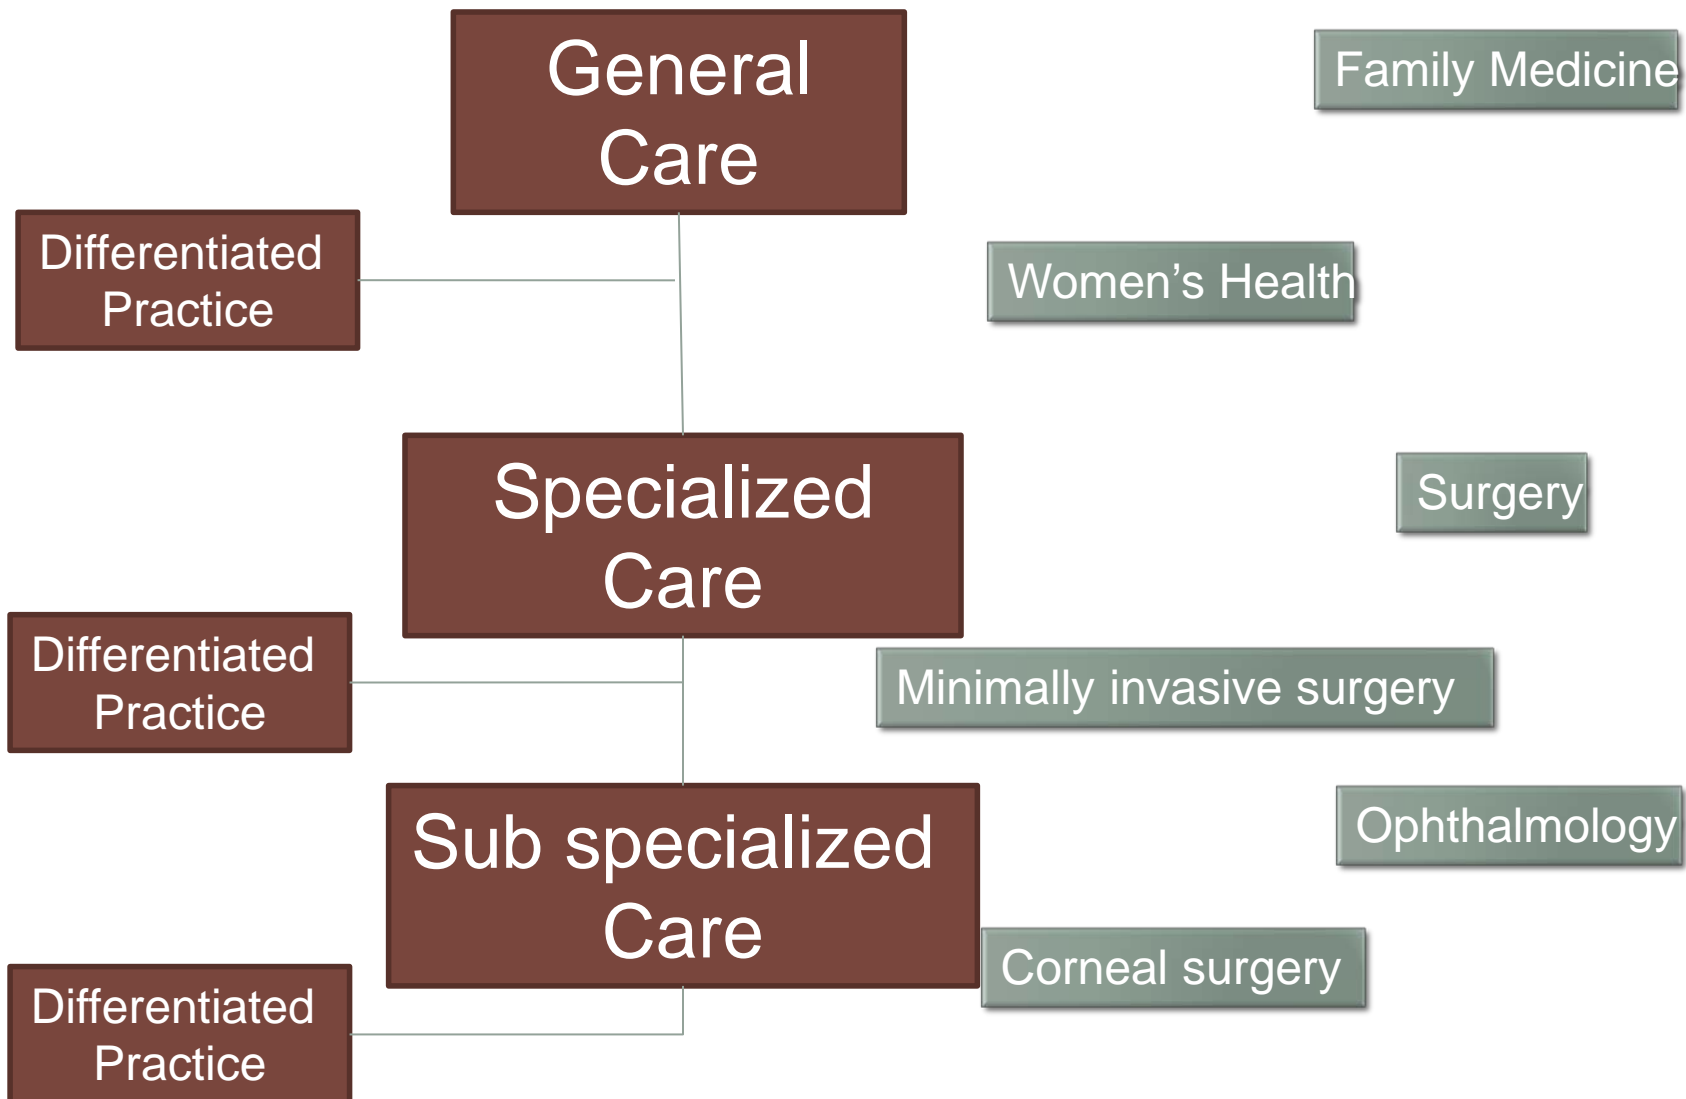 General
Care
Family Medicine
Differentiated
Practice
Women’s Health
Specialized
Care
Surgery
Differentiated
Practice
Minimally invasive surgery
Sub specialized
Care
Ophthalmology
Corneal surgery
Differentiated
Practice